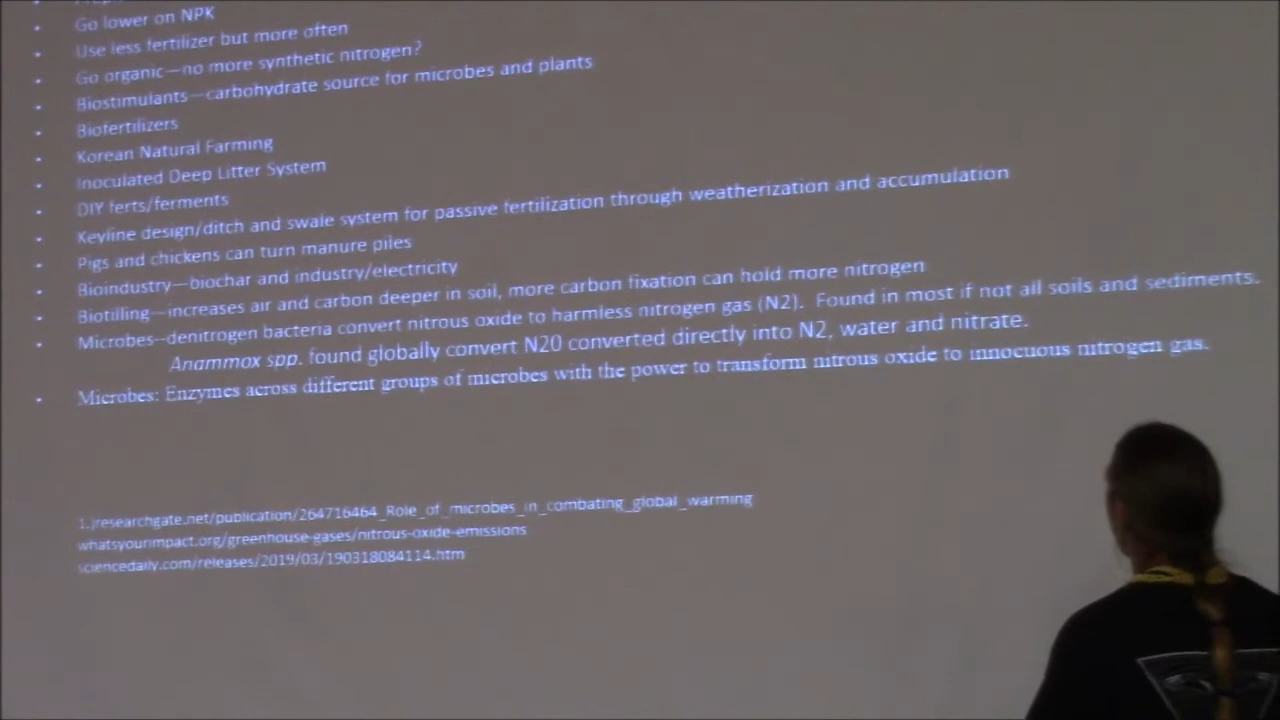 • Go lower on NPK
• Use less fertilizer but more often
• Go organic—no more synthetic nitrogen?
• Biostimulants—carbohydrate source for microbes and plants
• Biofertilizers
• Korean Natural Farming
• Inoculated Deep Litter System
• DIY ferts/ferments
• Keyline design/ditch and swale system for passive fertilization through weatherization and accumulation
• Pigs and chickens can turn manure piles
• Bioindustry—biochar and industry/electricity
• Biotilling—increases air and carbon deeper in soil, more carbon fixation can hold more nitrogen
• Microbes--denitrogen bacteria convert nitrous oxide to harmless nitrogen gas (N2). Found in most if not all soils and sediments.
Anammox spp. found globally convert N20 converted directly into N2, water and nitrate.
• Microbes: Enzymes across different groups of microbes with the power to transform nitrous oxide to innocuous nitrogen gas.
1.)researchgate.net/publication/264716464_Role_of_microbes_in_combating_global_warming
whatsyourimpact.org/greenhouse-gases/nitrous-oxide-emissions
sciencedaily.com/releases/2019/03/190318084114.htm